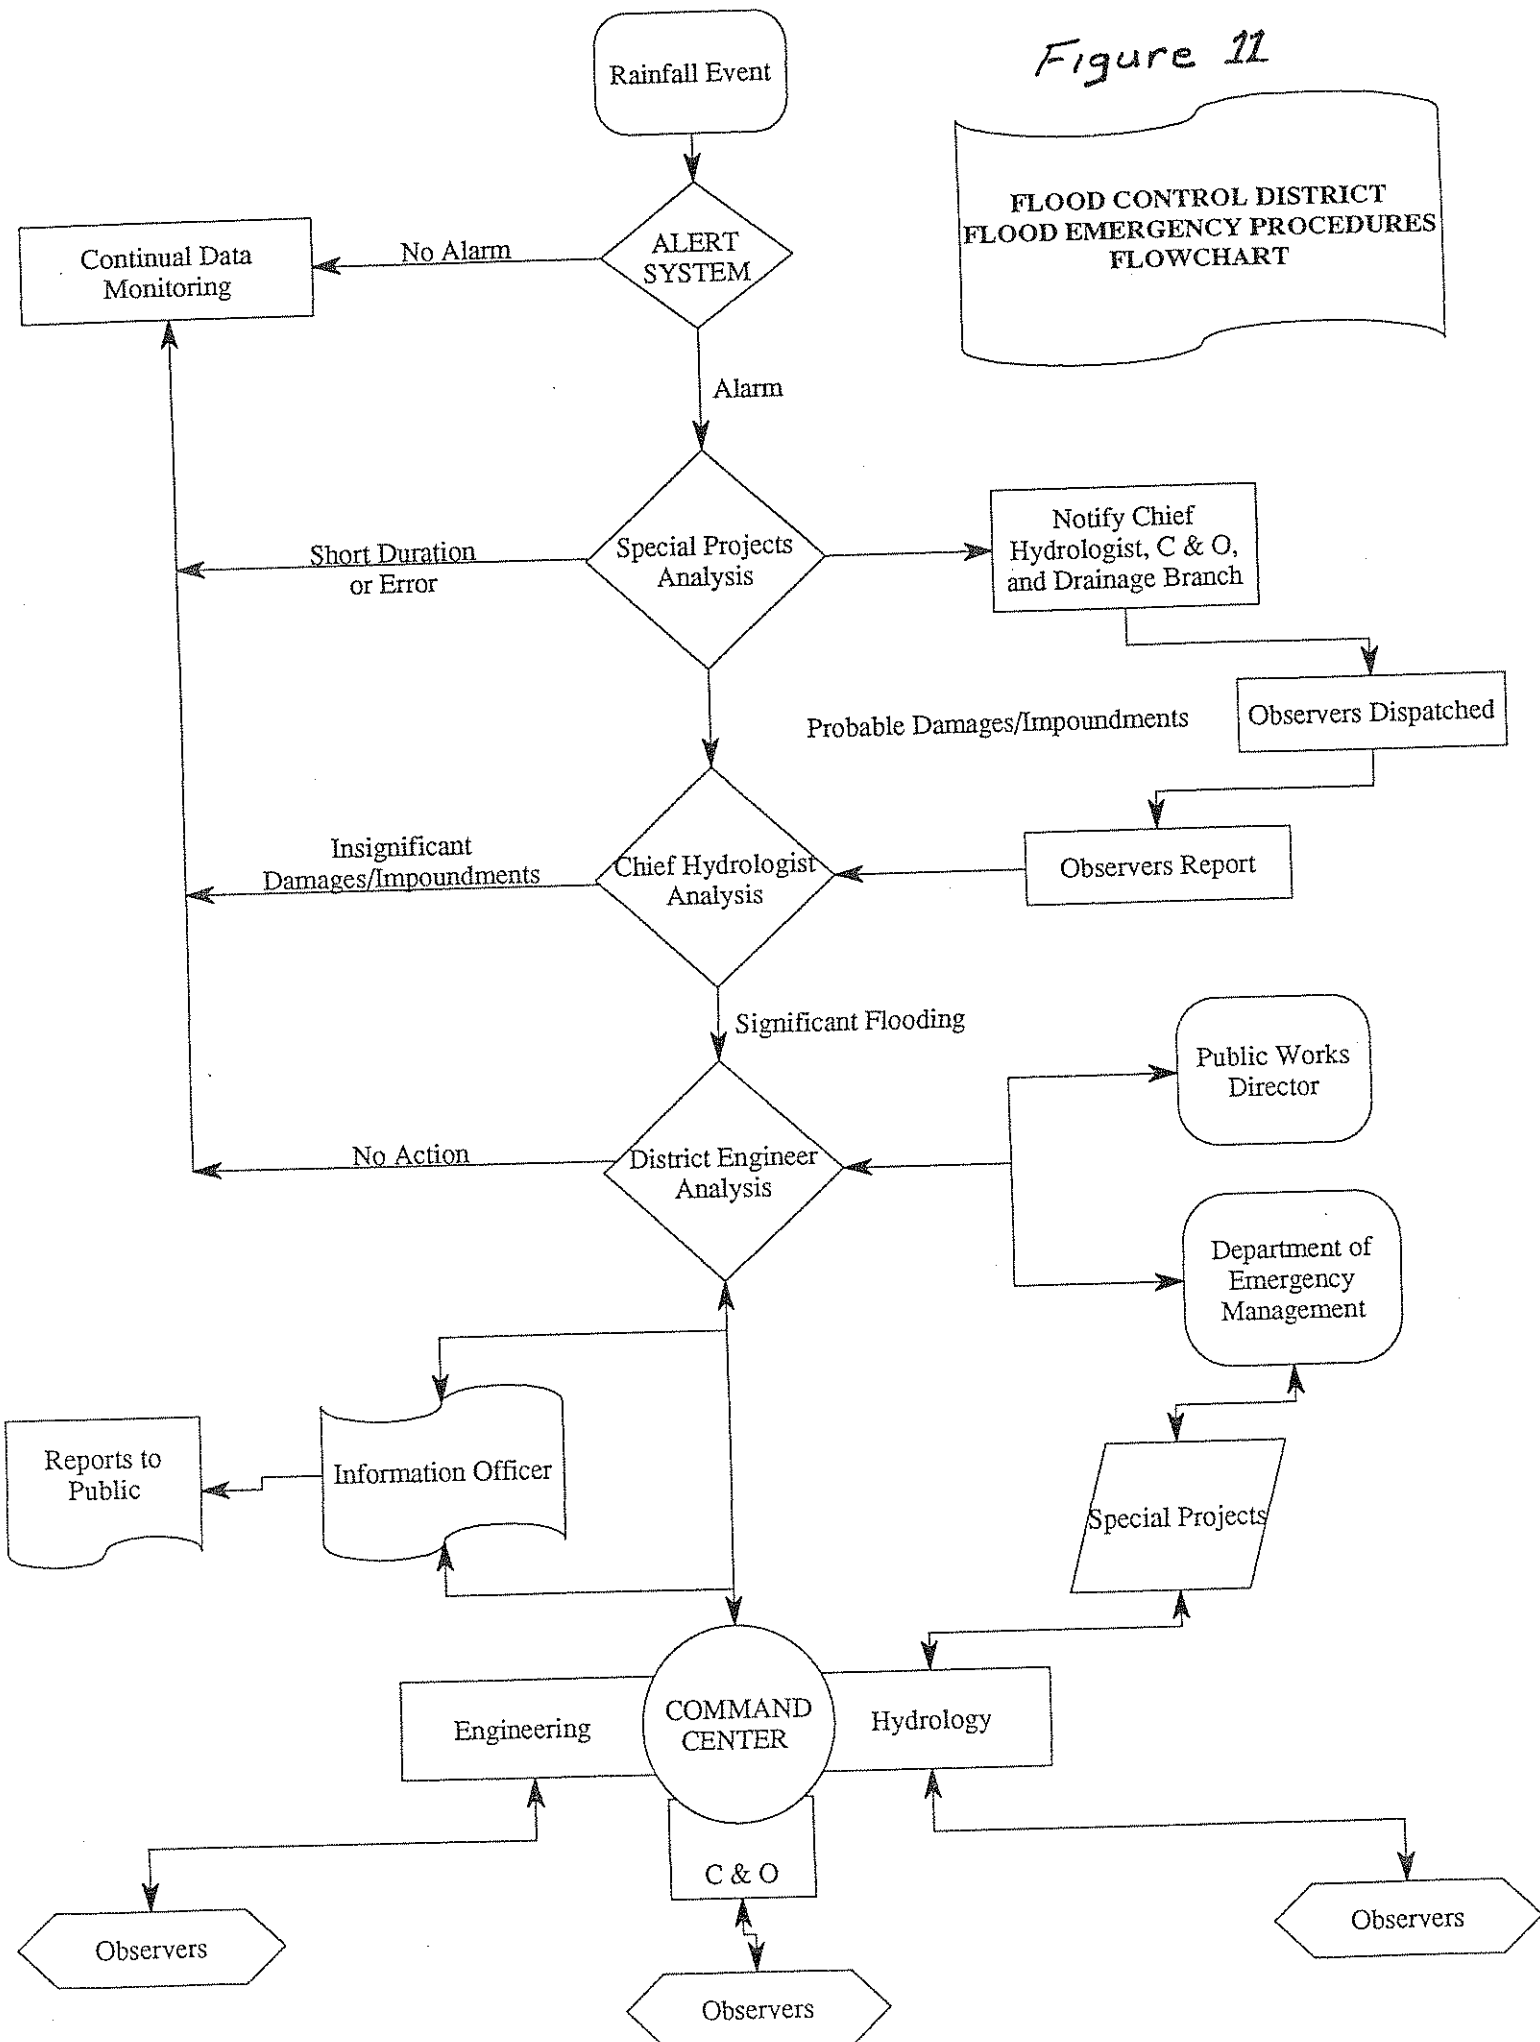 Figure 11
Rainfall Event
FLOOD CONTROL DISTRICT
FLOOD EMERGENCY PROCEDURES
FLOWCHART
ALERT
SYSTEM
No Alarm
Continual Data
Monitoring
Alarm
Special Projects
Analysis
Short Duration
or Error
Notify Chief
Hydrologist, C & O,
and Drainage Branch
Observers Dispatched
Probable Damages/Impoundments
Observers Report
Chief Hydrologist
Analysis
Insignificant
Damages/Impoundments
Significant Flooding
Public Works
Director
District Engineer
Analysis
No Action
Department of
Emergency
Management
Reports to
Public
Information Officer
Special Projects
Engineering
COMMAND
CENTER
Hydrology
C & O
Observers
Observers
Observers